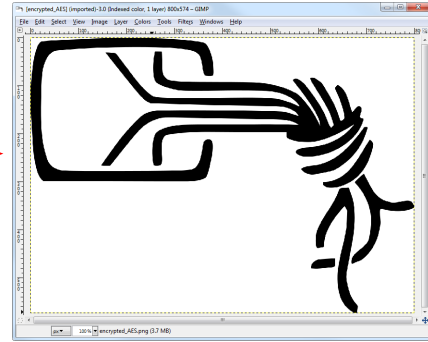 [encrypted_AES] (imported)-3.0 (Indexed color, 1 layer) 800x574 – GIMP
File Edit Select View Image Layer Colors Tools Filters Windows Help
px 100% encrypted_AES.png (3.7 MB)